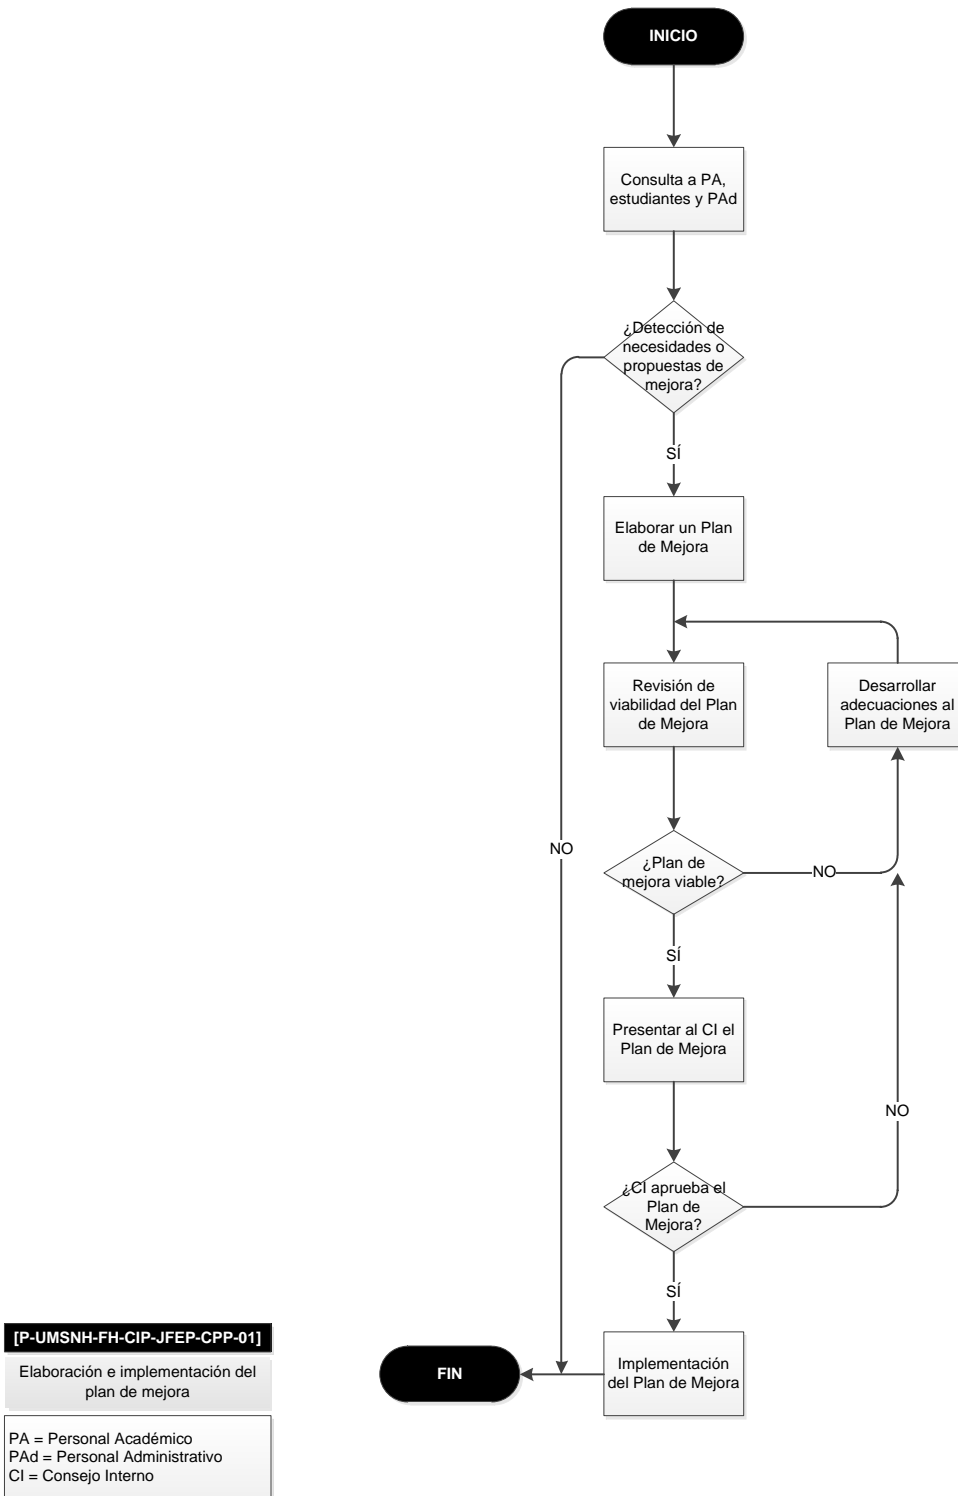 INICIO
Consulta a PA,
estudiantes y PAd
¿Detección de
necesidades o
propuestas de
mejora?
SÍ
Elaborar un Plan
de Mejora
Revisión de
viabilidad del Plan
de Mejora
Desarrollar
adecuaciones al
Plan de Mejora
NO
¿Plan de
mejora viable?
NO
SÍ
Presentar al CI el
Plan de Mejora
NO
¿CI aprueba el
Plan de
Mejora?
SÍ
Implementación
del Plan de Mejora
FIN
[P-UMSNH-FH-CIP-JFEP-CPP-01]
Elaboración e implementación del
plan de mejora
PA = Personal Académico
PAd = Personal Administrativo
CI = Consejo Interno